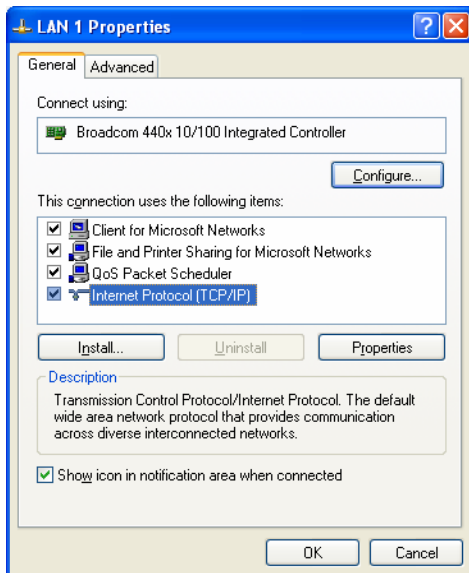 LAN 1 Properties
General Advanced
Connect using:
Broadcom 440x 10/100 Integrated Controller
Configure...
This connection uses the following items:
Client for Microsoft Networks
File and Printer Sharing for Microsoft Networks
QoS Packet Scheduler
Internet Protocol (TCP/IP)
Install... Uninstall Properties
Description
Transmission Control Protocol/Internet Protocol. The default
wide area network protocol that provides communication
across diverse interconnected networks.
Show icon in notification area when connected
OK Cancel